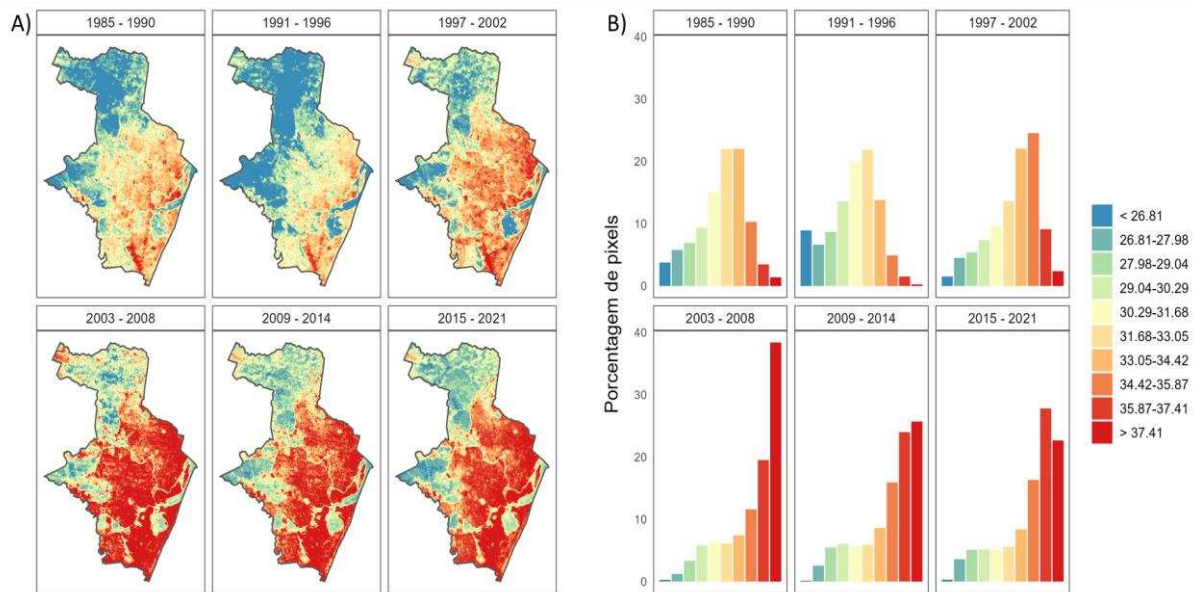 A)
1985 - 1990
1991 - 1996
1997 - 2002
2003 - 2008
2009 - 2014
2015 - 2021
B)
Porcentagem de pixels
1985 - 1990
1991 - 1996
1997 - 2002
40
30
20
10
0
2003 - 2008
2009 - 2014
2015 - 2021
40
30
20
10
0
< 26.81
26.81-27.98
27.98-29.04
29.04-30.29
30.29-31.68
31.68-33.05
33.05-34.42
34.42-35.87
35.87-37.41
> 37.41